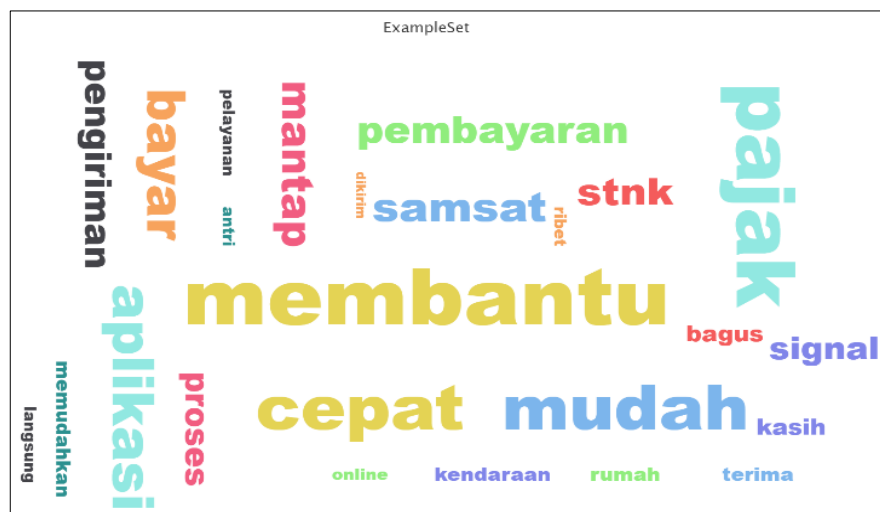 ExampleSet
pengiriman
bayar
pelayanan
mantap
pembayaran
pajak
dikirim
samsat
stnk
ribet
antri
membantu
aplikasi
bagus
signal
memudahkan
proses
cepat
mudah
kasih
langsung
online
kendaraan
rumah
terima